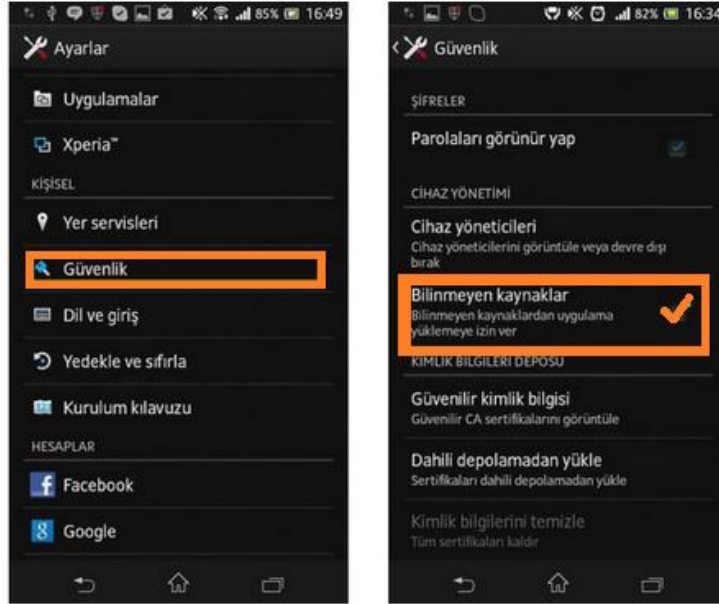 85% 16:49
Ayarlar
Uygulamalar
Xperia™
KİŞİSEL
Yer servisleri
Güvenlik
Dil ve giriş
Yedekle ve sıfırla
Kurulum kılavuzu
HESAPLAR
Facebook
Google
82% 16:34
Güvenlik
ŞİFRELER
Parolaları görünür yap
CİHAZ YÖNETİMİ
Cihaz yöneticileri
Cihaz yöneticilerini görüntüle veya devre dışı
bırak
Bilinmeyen kaynaklar
Bilinmeyen kaynaklardan uygulama
yüklemeye izin ver
KİMLİK BİLGİLERİ DEPOSU
Güvenilir kimlik bilgisi
Güvenilir CA sertifikalarını görüntüle
Dahili depolamadan yükle
Sertifikaları dahili depolamadan yükle
Kimlik bilgilerini temizle
Tüm sertifikaları kaldır